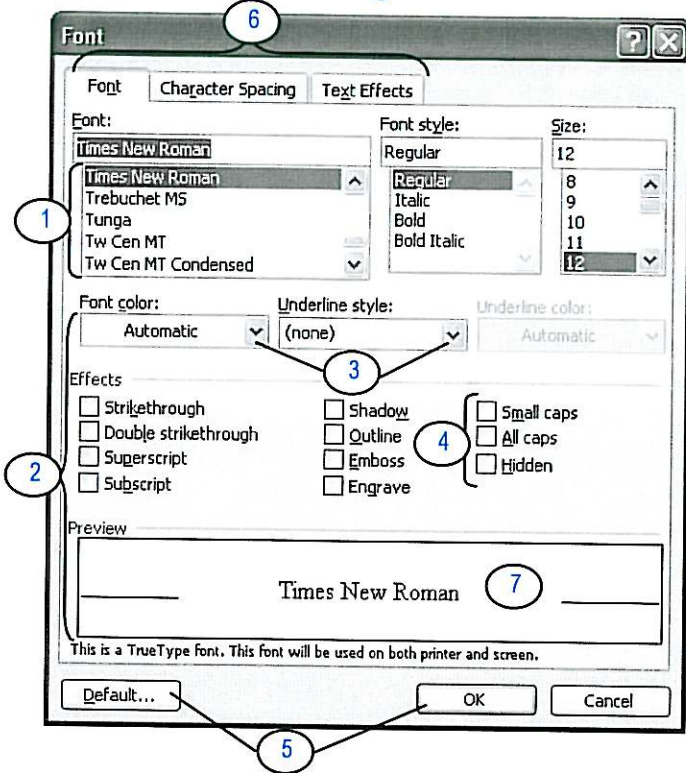 6
Font
Font Character Spacing Text Effects
Font: Font style: Size:
Times New Roman Regular 12
Times New Roman Regular 8
Trebuchet MS Italic 9
1 Tunga Bold 10
Tw Cen MT Bold Italic 11
Tw Cen MT Condensed 12
Font color: Underline style: Underline color:
Automatic (none) Automatic
3
Effects
Strikethrough Shadow Small caps
Double strikethrough Outline 4 All caps
2 Superscript Emboss Hidden
Subscript Engrave
Preview
Times New Roman 7
This is a TrueType font. This font will be used on both printer and screen.
Default... OK Cancel
5